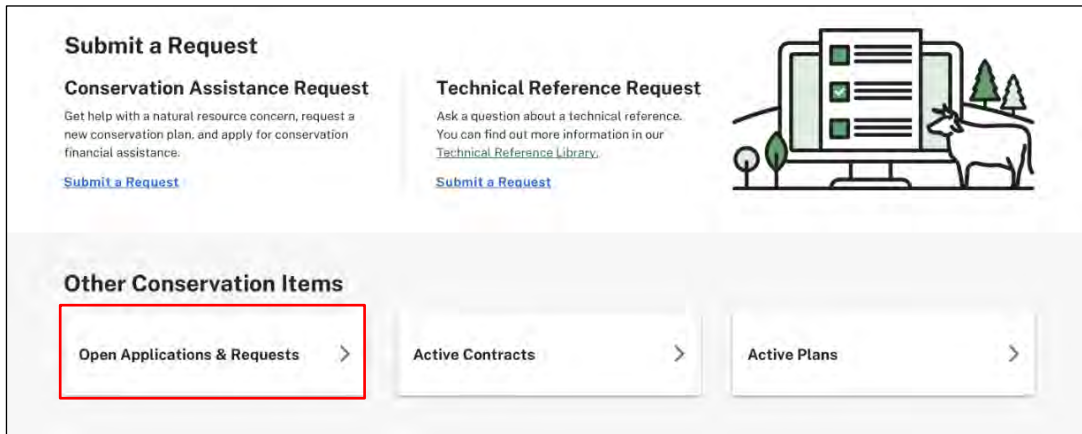 Submit a Request
Conservation Assistance Request
Get help with a natural resource concern, request a
new conservation plan, and apply for conservation
financial assistance.
Submit a Request
Technical Reference Request
Ask a question about a technical reference.
You can find out more information in our
Technical Reference Library.
Submit a Request
Other Conservation Items
Open Applications & Requests
Active Contracts
Active Plans